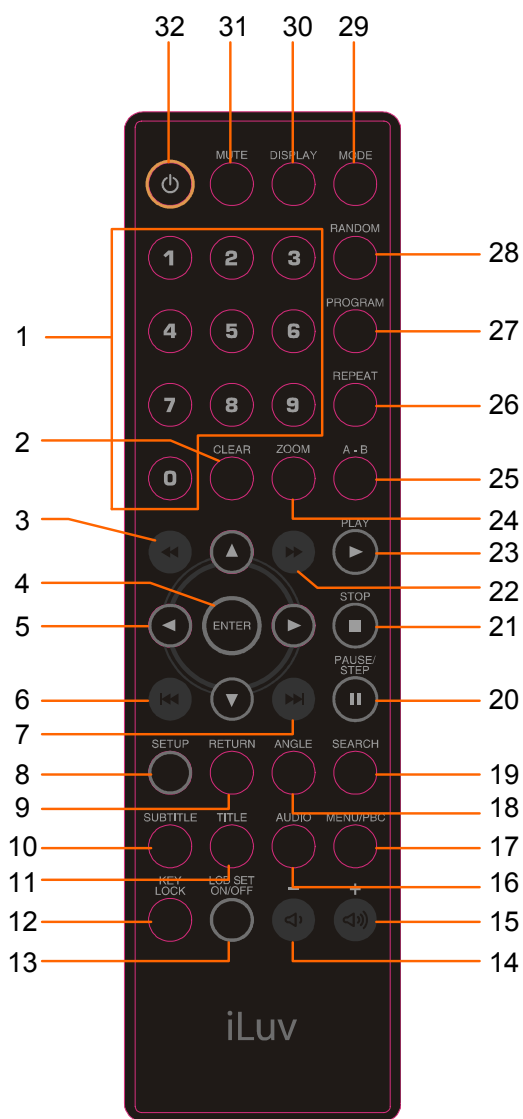 32 31 30 29
MUTE DISPLAY MODE
RANDOM
28
1 2 3
PROGRAM
27
1
4 5 6
REPEAT
26
7 8 9
2
CLEAR ZOOM A - B
25
0
24
3
PLAY
23
22
4
STOP
5
ENTER
21
PAUSE/
STEP
6
20
7
SETUP RETURN ANGLE SEARCH
8
19
9
18
SUBTITLE TITLE AUDIO MENU/PBC
10
17
11
16
KEY
LOCK
LCD SET
ON/OFF
- +
12
15
13
14
iLuv